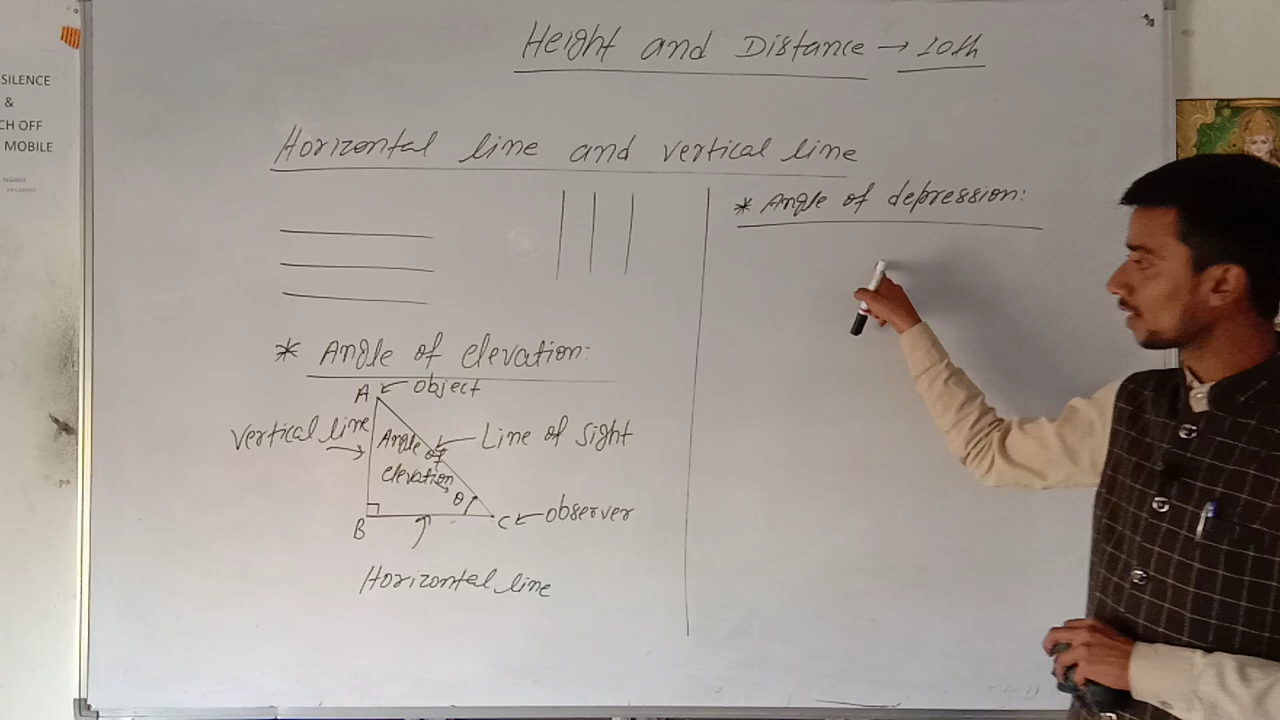 SILENCE
&
CH OFF
MOBILE
Height and Distance → 10th
Horizontal line and vertical line
* Angle of elevation:
A ← object
Vertical line
Angle of
elevation
θ
Line of sight
B
C ← observer
Horizontal line
* Angle of depression: